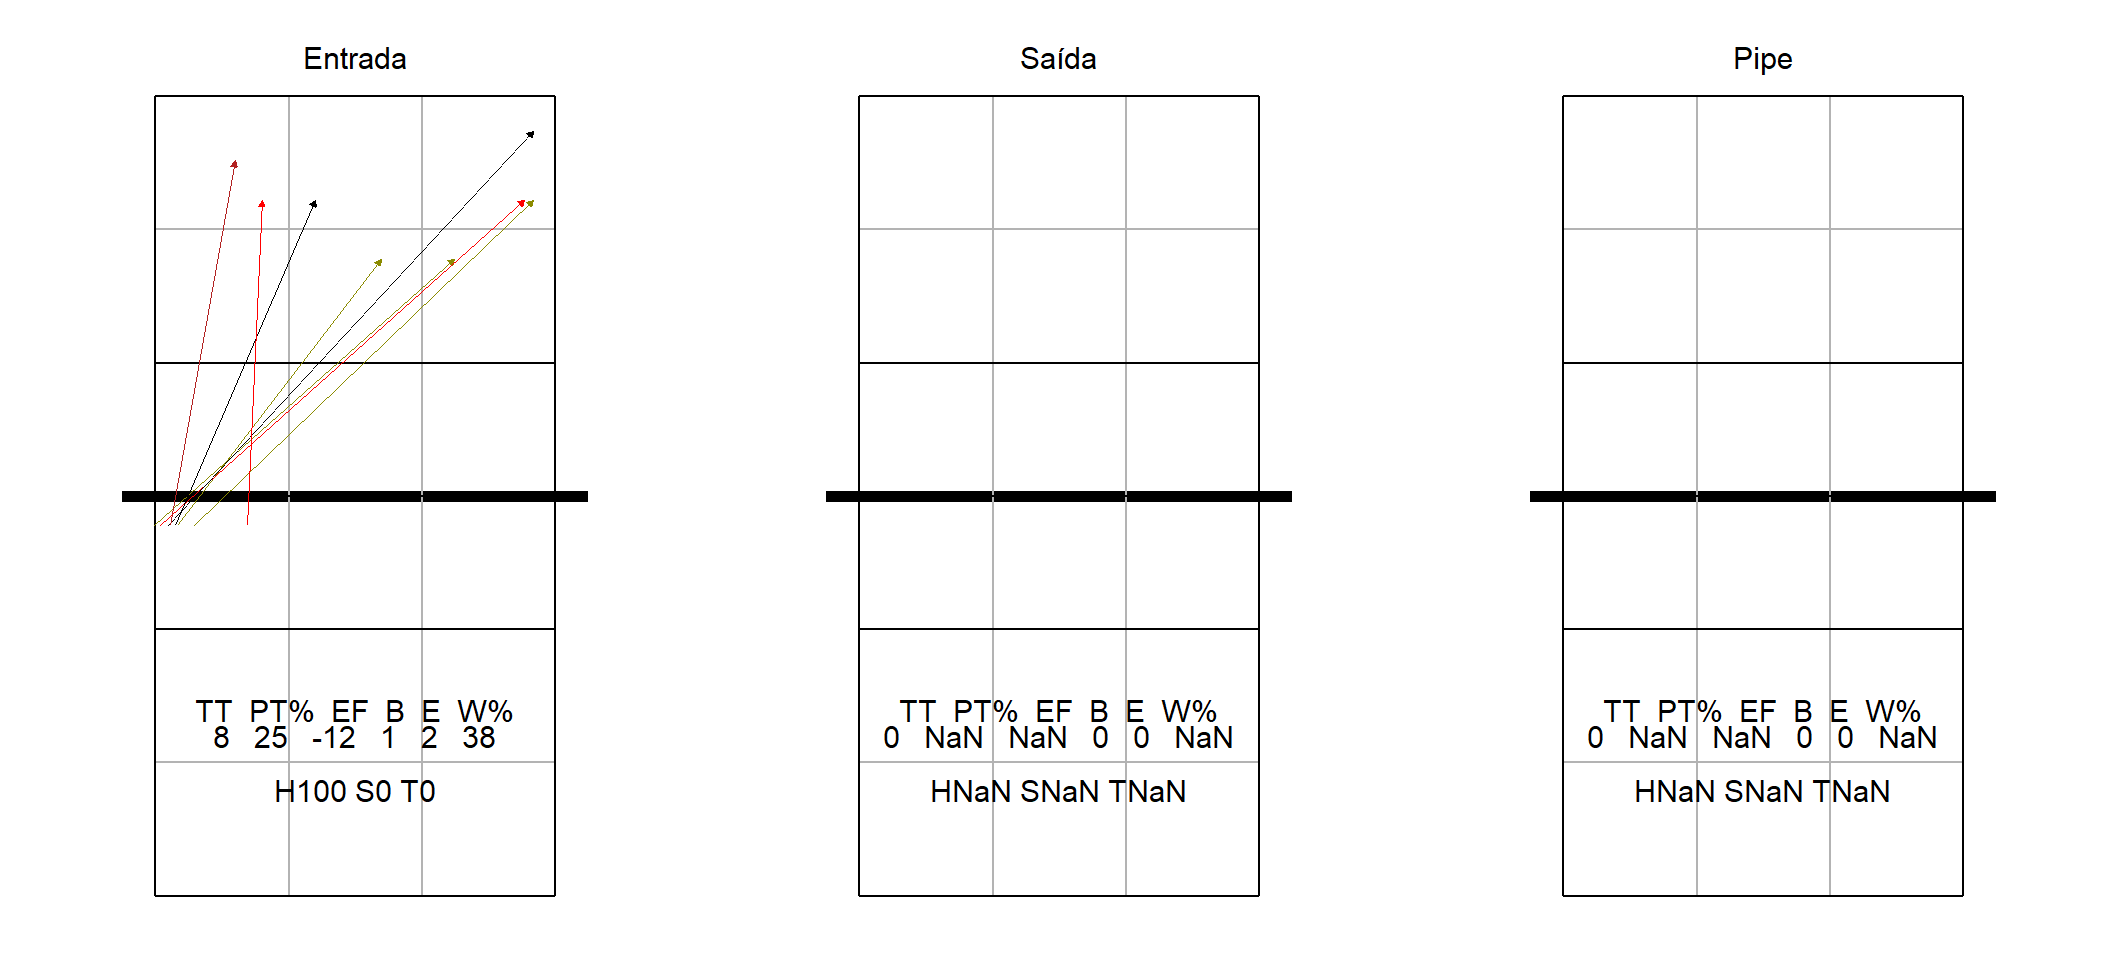 Entrada
TT PT% EF B E W%
8 25 -12 1 2 38
H100 S0 T0
Saída
TT PT% EF B E W%
0 NaN NaN 0 0 NaN
HNaN SNaN TNaN
Pipe
TT PT% EF B E W%
0 NaN NaN 0 0 NaN
HNaN SNaN TNaN